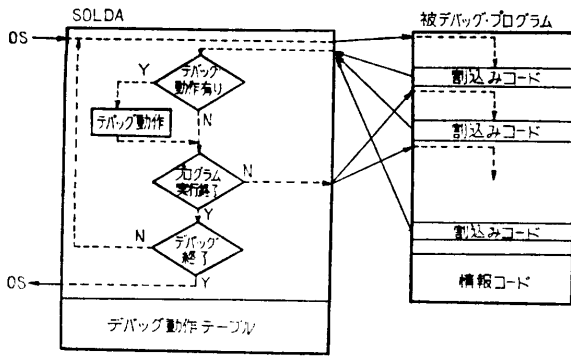 SOLDA
被デバッグ・プログラム
OS
デバッグ
動作有り
Y
N
デバッグ動作
プログラム
実行終了
N
Y
デバッグ
終了
N
Y
OS
デバッグ動作テーブル
割込みコード
割込みコード
割込みコード
情報コード